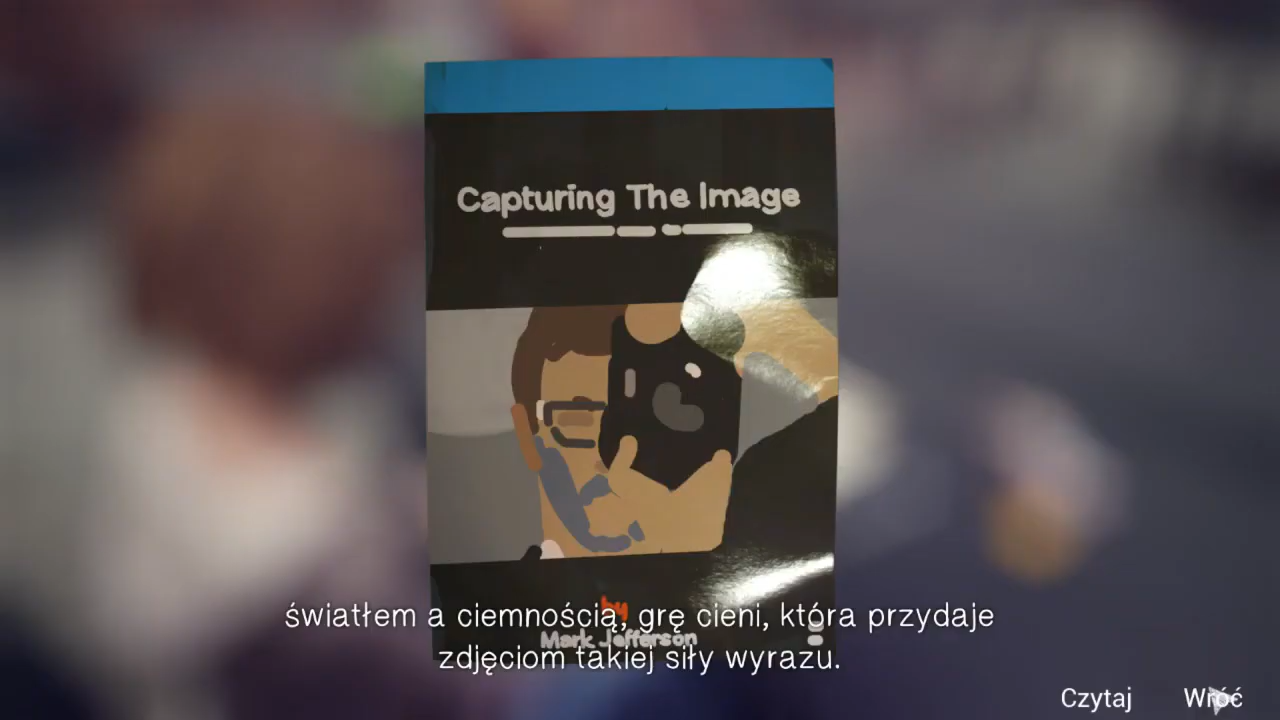 Capturing The Image
by
Mark Jefferson
światłem a ciemnością, grę cieni, która przydaje
zdjęciom takiej siły wyrazu.
Czytaj Wróć